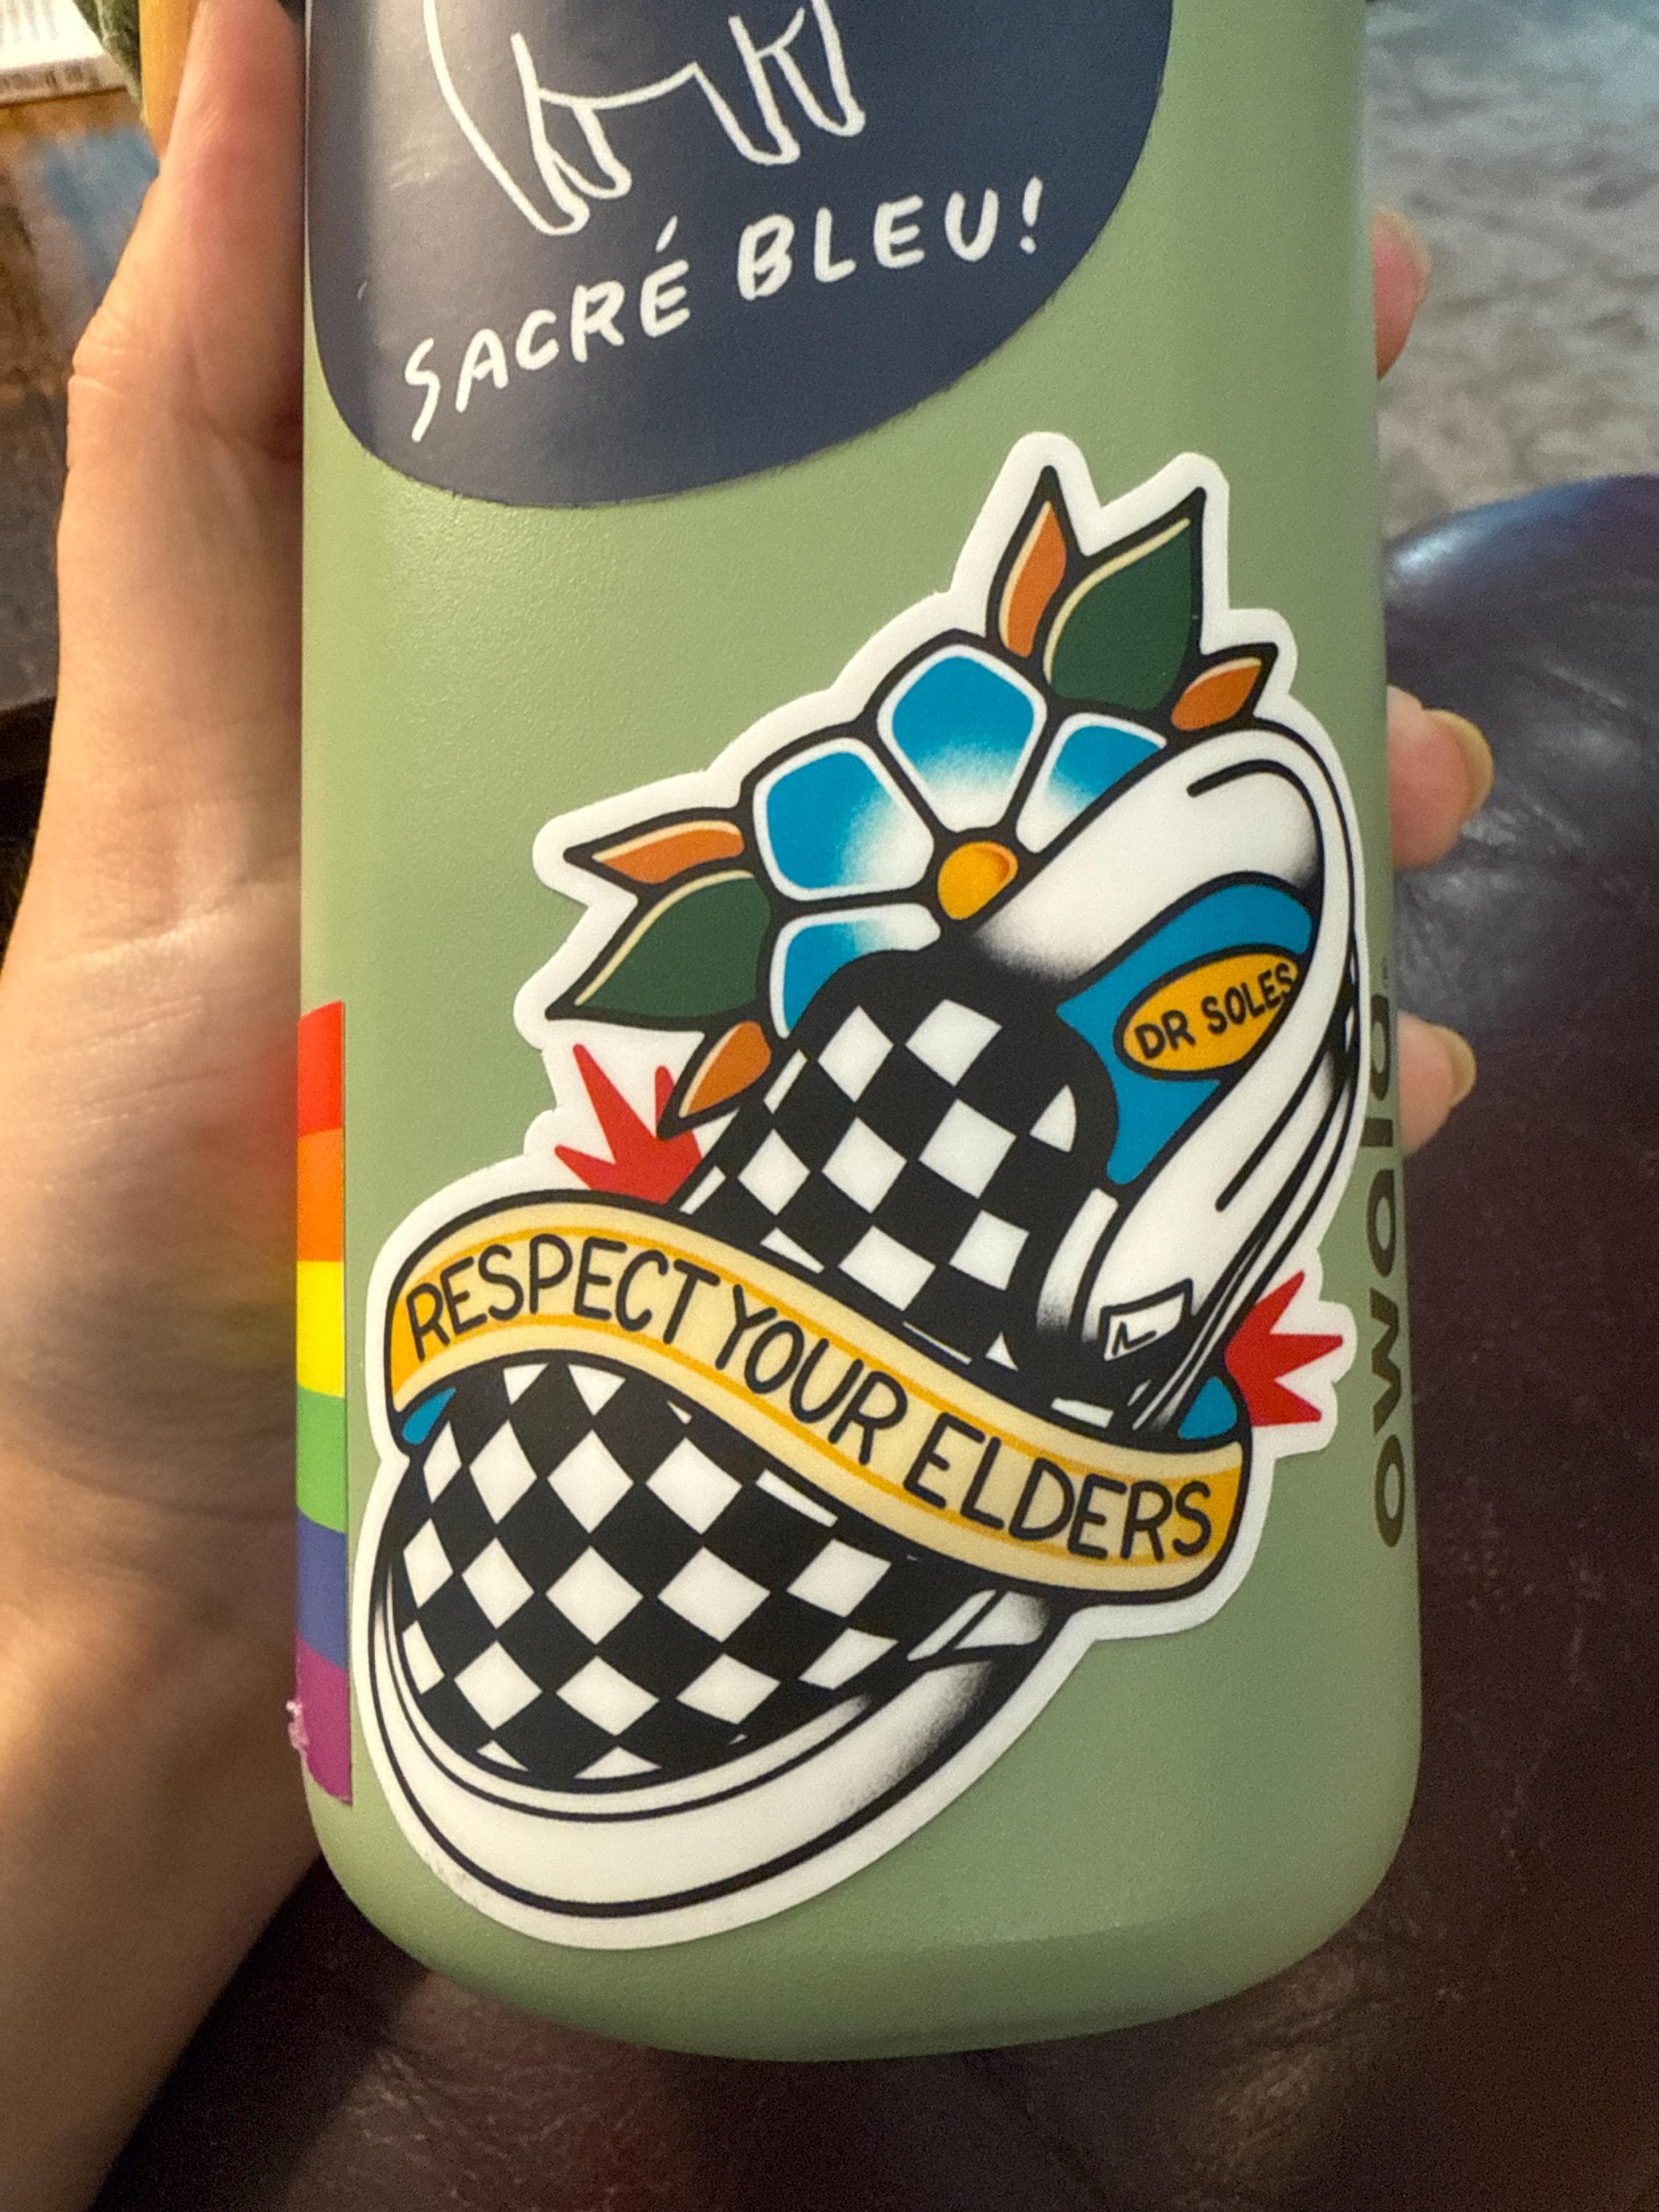 SACRÉ BLEU!
DR SOLES
RESPECT YOUR ELDERS
owala